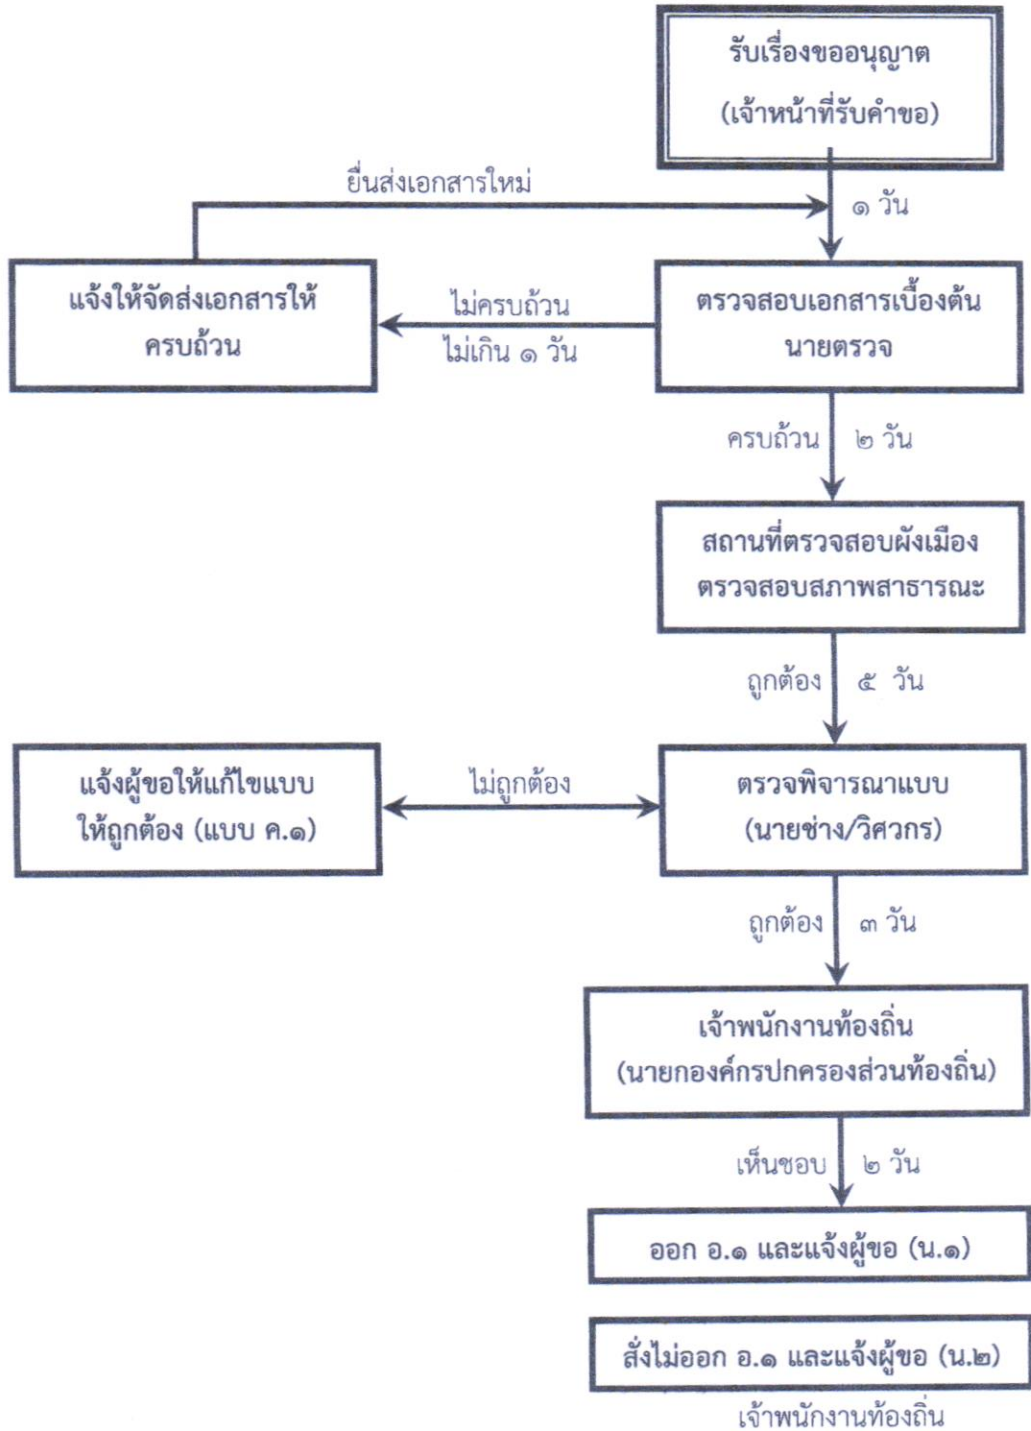 รับเรื่องขออนุญาต
(เจ้าหน้าที่รับคำขอ)
ยื่นส่งเอกสารใหม่
๑ วัน
แจ้งให้จัดส่งเอกสารให้
ครบถ้วน
ไม่ครบถ้วน
ไม่เกิน ๑ วัน
ตรวจสอบเอกสารเบื้องต้น
นายตรวจ
ครบถ้วน ๒ วัน
สถานที่ตรวจสอบผังเมือง
ตรวจสอบสภาพสาธารณะ
ถูกต้อง ๕ วัน
แจ้งผู้ขอให้แก้ไขแบบ
ให้ถูกต้อง (แบบ ค.๑)
ไม่ถูกต้อง
ตรวจพิจารณาแบบ
(นายช่าง/วิศวกร)
ถูกต้อง ๓ วัน
เจ้าพนักงานท้องถิ่น
(นายกองค์กรปกครองส่วนท้องถิ่น)
เห็นชอบ ๒ วัน
ออก อ.๑ และแจ้งผู้ขอ (น.๑)
สั่งไม่ออก อ.๑ และแจ้งผู้ขอ (น.๒)
เจ้าพนักงานท้องถิ่น